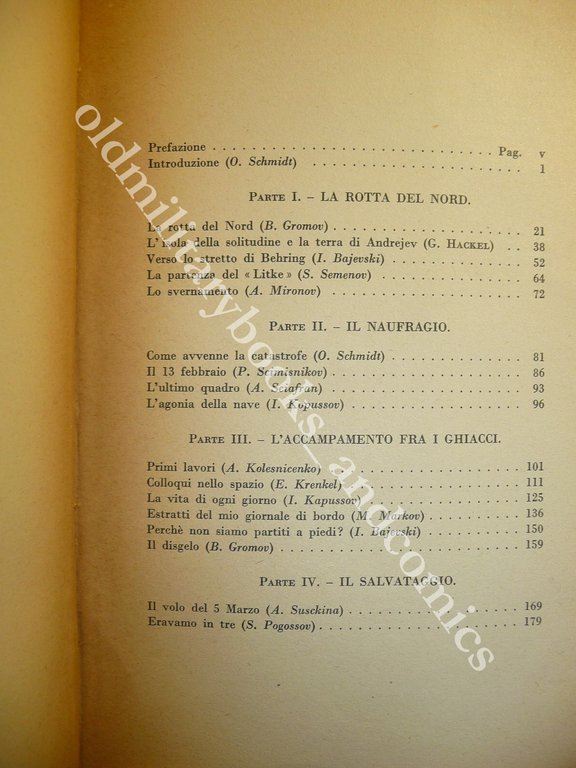 Prefazione . . . . . . . . . . . . . . . . . . . . . . . . . . . . . . Pag. v
Introduzione (O. Schmidt) . . . . . . . . . . . . . . . . . . . . . 1
PARTE I. - LA ROTTA DEL NORD.
La rotta del Nord (B. Gromov) . . . . . . . . . . . . . . . . . 21
L'isola della solitudine e la terra di Andrejev (G. HACKEL) . . 38
Verso lo stretto di Behring (I. Bajevski) . . . . . . . . . . . . 52
La partenza del «Litke» (S. Semenov) . . . . . . . . . . . . . 64
Lo svernamento (A. Mironov) . . . . . . . . . . . . . . . . . 72
PARTE II. - IL NAUFRAGIO.
Come avvenne la catastrofe (O. Schmidt) . . . . . . . . . . . . 81
Il 13 febbraio (P. Scimisnikov) . . . . . . . . . . . . . . . . . 86
L'ultimo quadro (A. Sciafran) . . . . . . . . . . . . . . . . . 93
L'agonia della nave (I. Kopussov) . . . . . . . . . . . . . . . 96
PARTE III. - L'ACCAMPAMENTO FRA I GHIACCI.
Primi lavori (A. Kolesnicenko) . . . . . . . . . . . . . . . . . 101
Colloqui nello spazio (E. Krenkel) . . . . . . . . . . . . . . . 111
La vita di ogni giorno (I. Kapussov) . . . . . . . . . . . . . . 125
Estratti del mio giornale di bordo (M. Markov) . . . . . . . . 136
Perchè non siamo partiti a piedi? (I. Bajevski) . . . . . . . . . 150
Il disgelo (B. Gromov) . . . . . . . . . . . . . . . . . . . . . 159
PARTE IV. - IL SALVATAGGIO.
Il volo del 5 Marzo (A. Susckina) . . . . . . . . . . . . . . . 169
Eravamo in tre (S. Pogossov) . . . . . . . . . . . . . . . . . . 179
oldmilitarybooks_andcomics